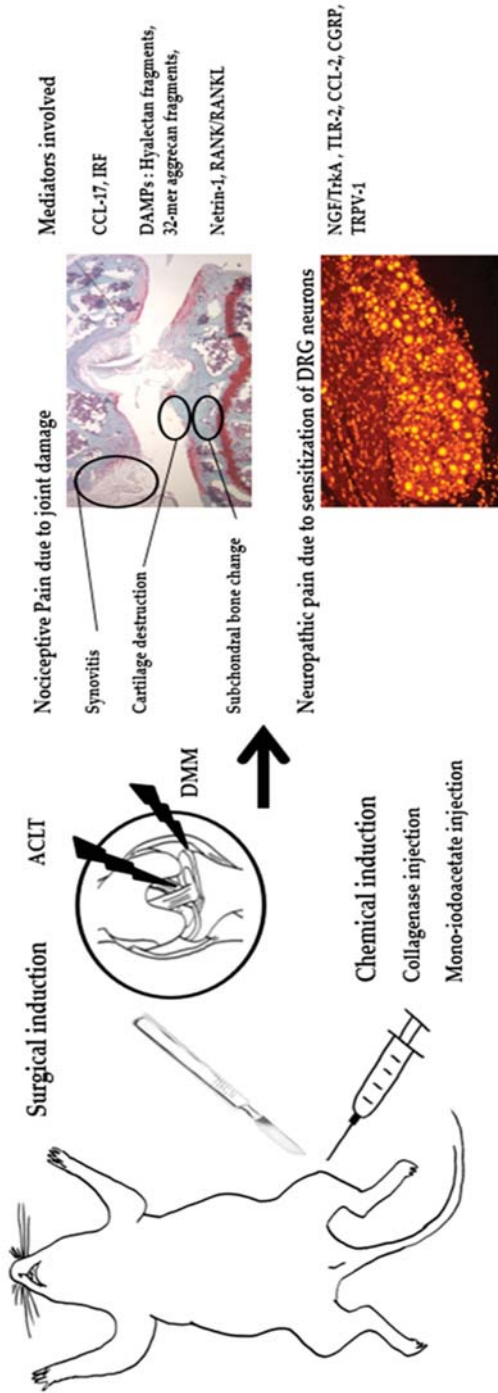 Surgical induction
ACLT
DMM
Chemical induction
Collagenase injection
Mono-iodoacetate injection
Nociceptive Pain due to joint damage
Synovitis
Cartilage destruction
Subchondral bone change
Neuropathic pain due to sensitization of DRG neurons
Mediators involved
CCL-17, IRF
DAMPs : Hyalectan fragments,
32-mer aggrecan fragments,
Netrin-1, RANK/RANKL
NGF/TrkA , TLR-2, CCL-2, CGRP,
TRPV-1